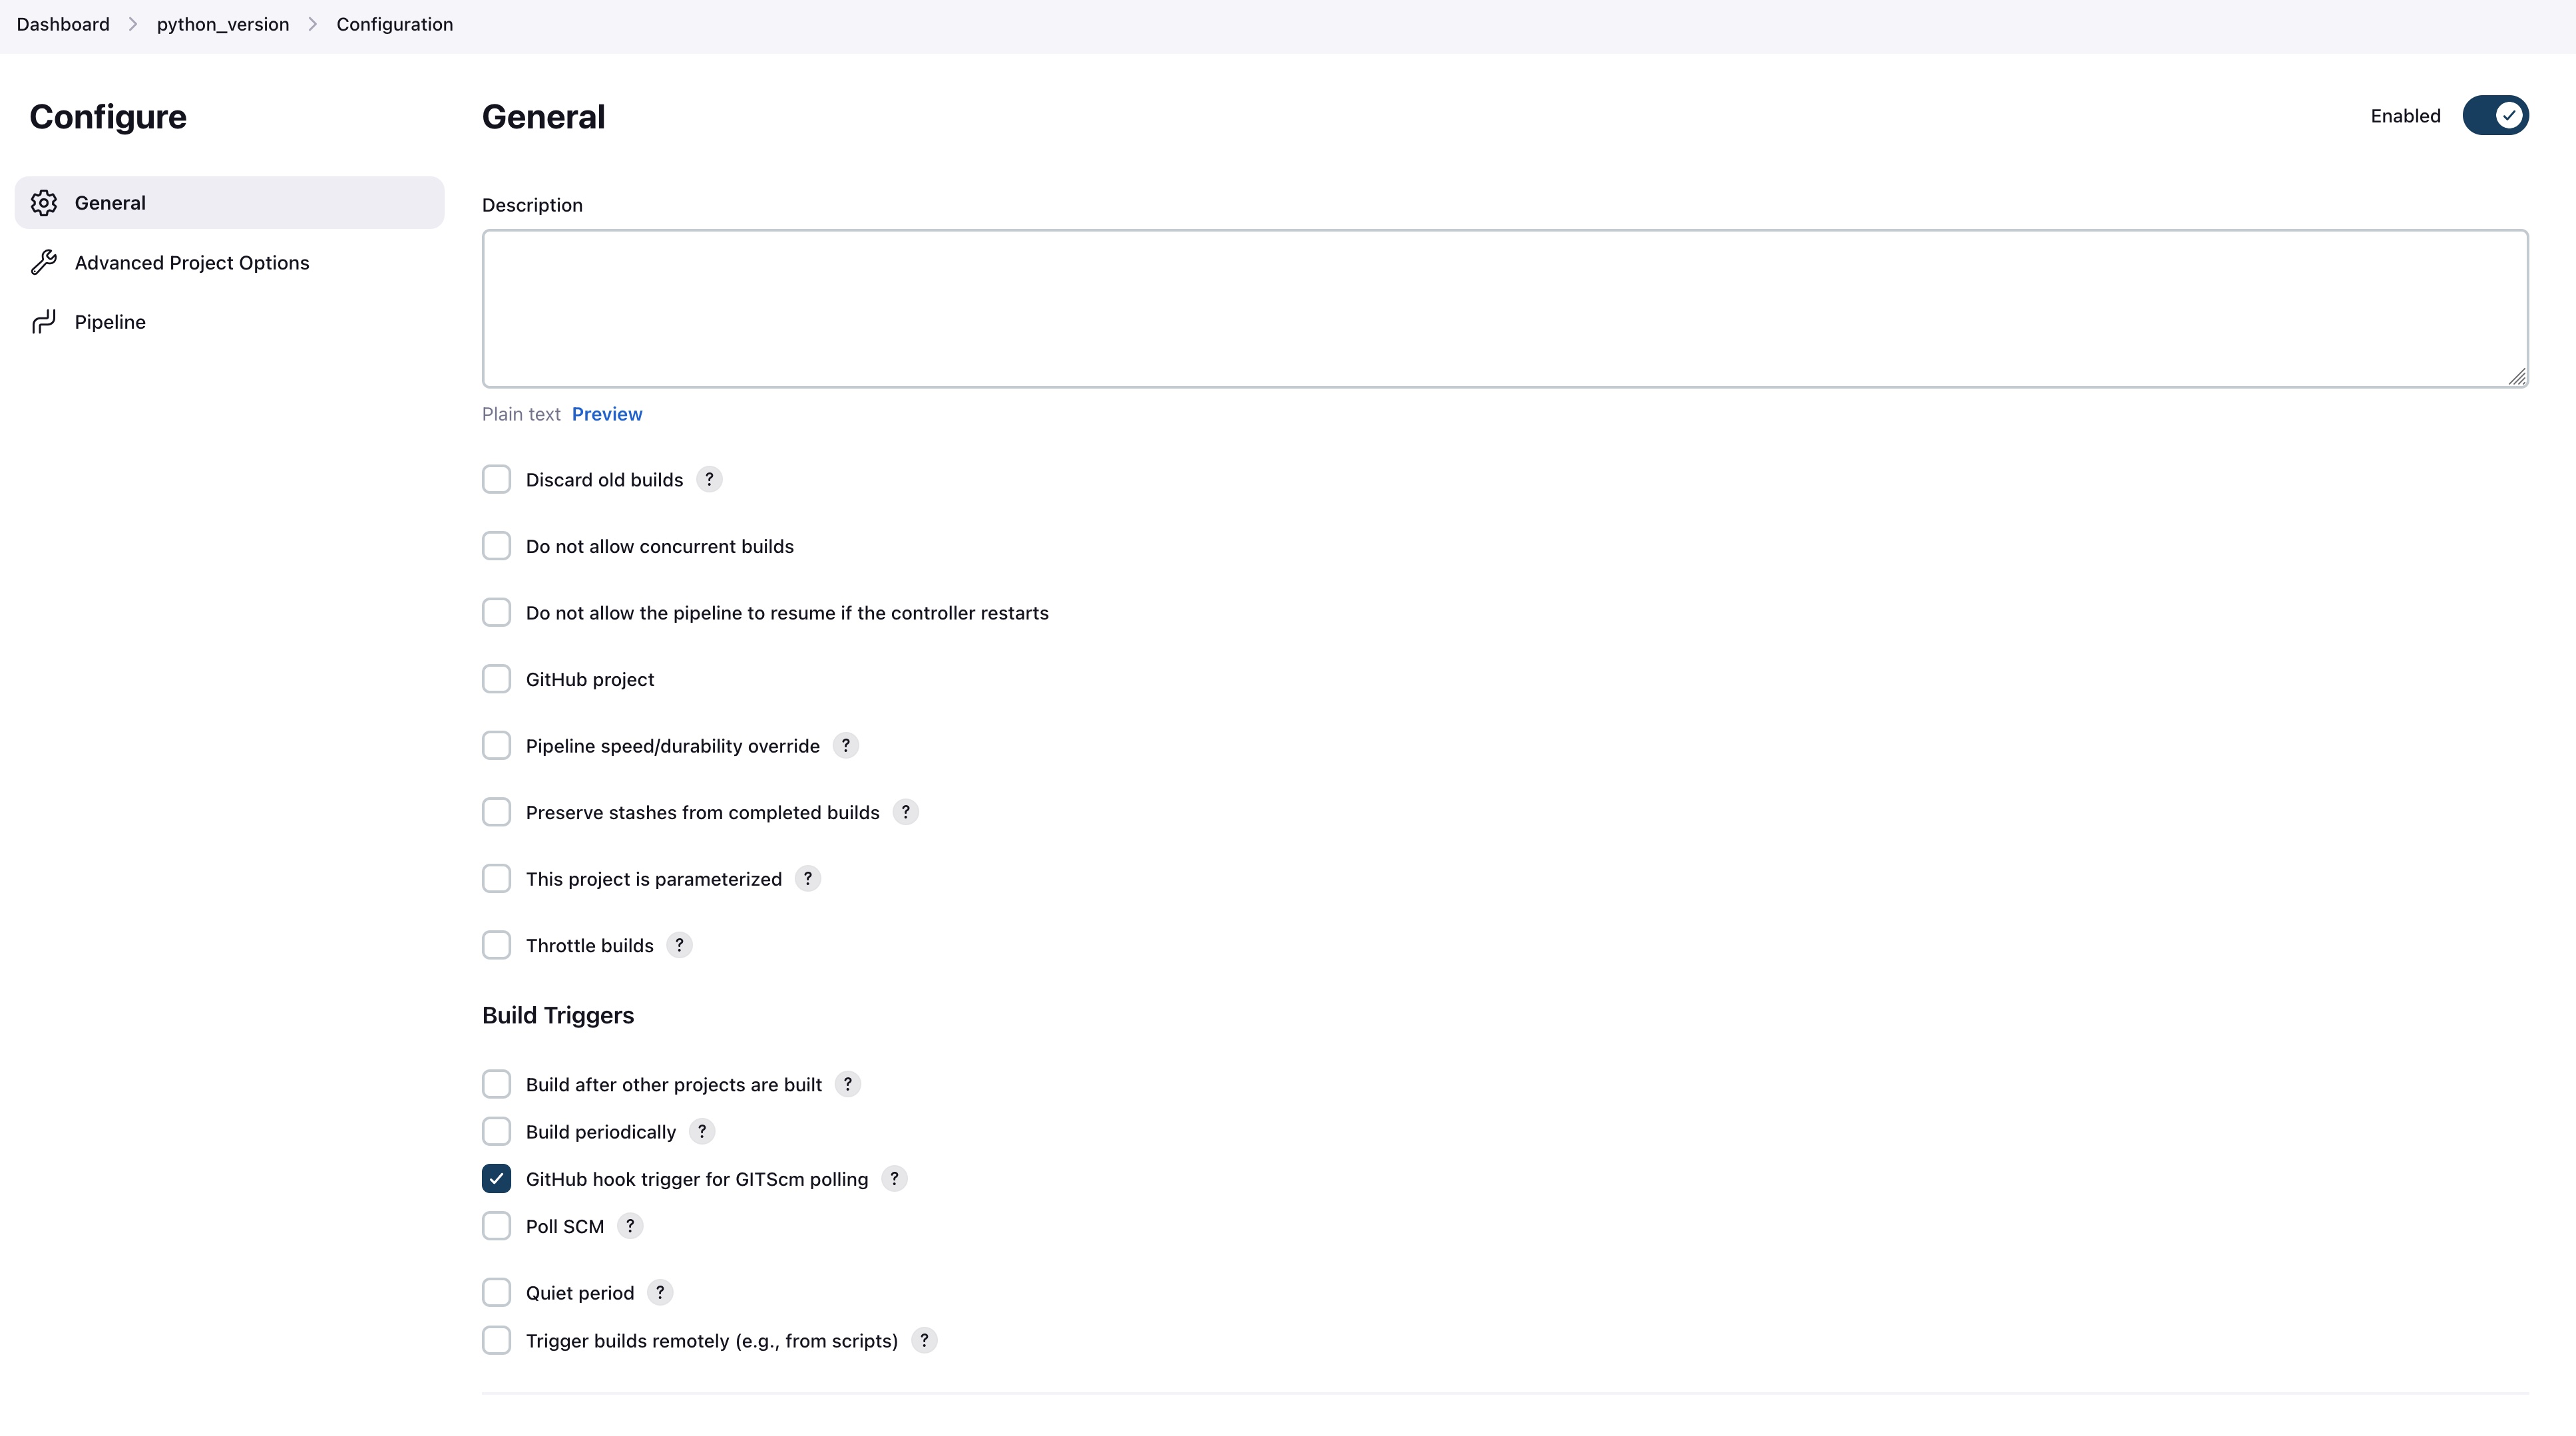 Dashboard > python_version > Configuration
Configure
General
Advanced Project Options
Pipeline
General
Enabled
Description
Plain text Preview
Discard old builds ?
Do not allow concurrent builds
Do not allow the pipeline to resume if the controller restarts
GitHub project
Pipeline speed/durability override ?
Preserve stashes from completed builds ?
This project is parameterized ?
Throttle builds ?
Build Triggers
Build after other projects are built ?
Build periodically ?
GitHub hook trigger for GITScm polling ?
Poll SCM ?
Quiet period ?
Trigger builds remotely (e.g., from scripts) ?